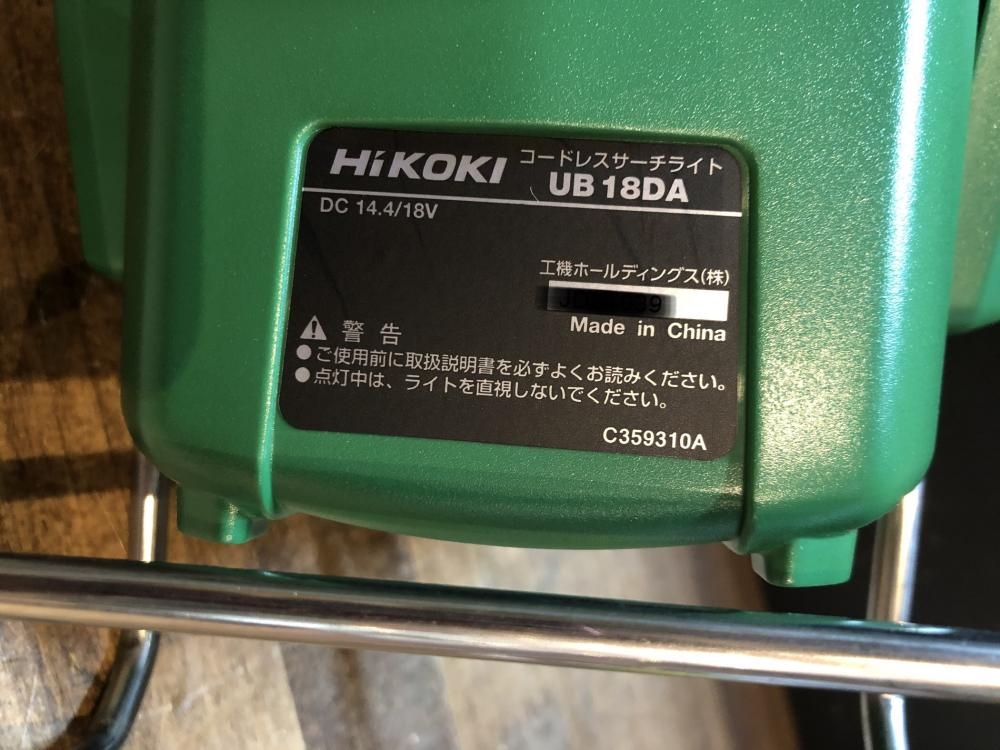 HiKOKI コードレスサーチライト
UB 18DA
DC 14.4/18V
工機ホールディングス(株)
Made in China
警告
●ご使用前に取扱説明書を必ずよくお読みください。
●点灯中は、ライトを直視しないでください。
C359310A